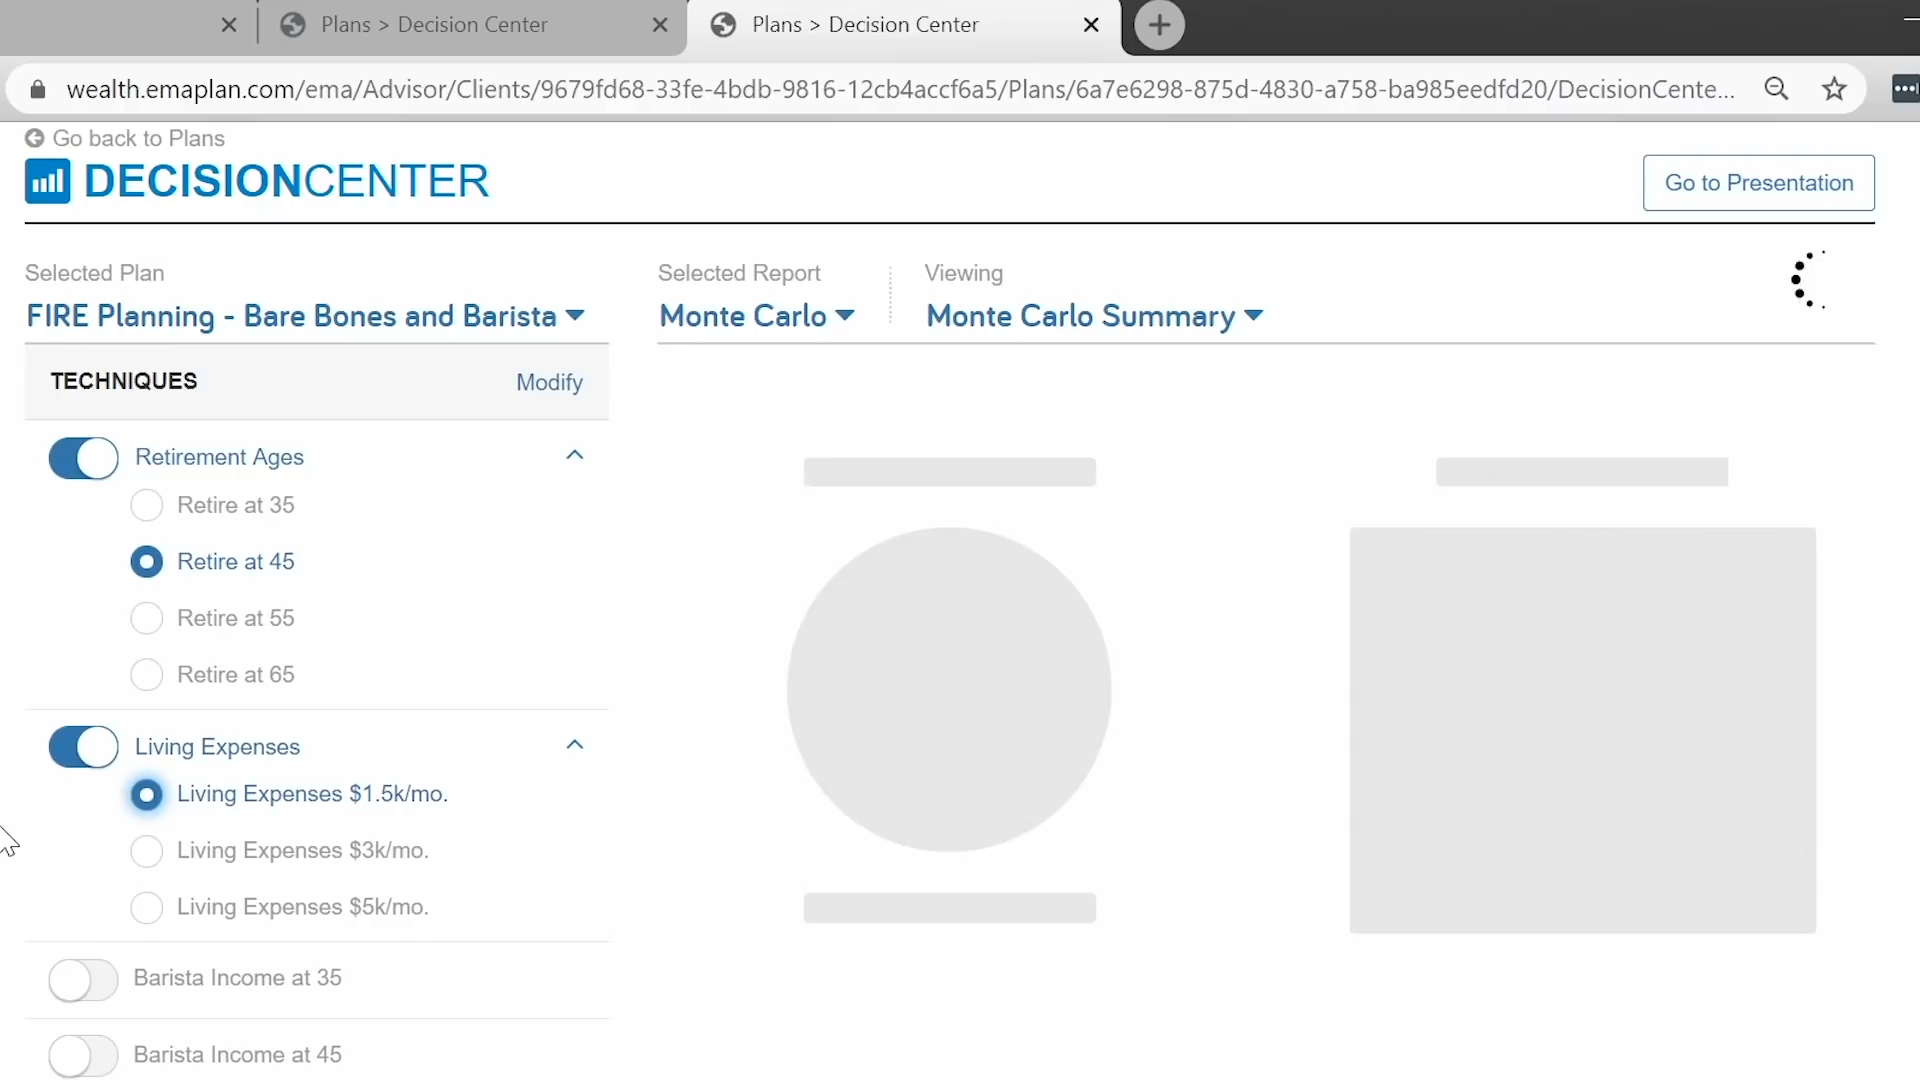 Plans > Decision Center
Plans > Decision Center
wealth.emaplan.com/ema/Advisor/Clients/9679fd68-33fe-4bdb-9816-12cb4accf6a5/Plans/6a7e6298-875d-4830-a758-ba985eedfd20/DecisionCente...
Go back to Plans
DECISIONCENTER
Go to Presentation
Selected Plan
Selected Report
Viewing
FIRE Planning - Bare Bones and Barista
Monte Carlo
Monte Carlo Summary
TECHNIQUES
Modify
Retirement Ages
Retire at 35
Retire at 45
Retire at 55
Retire at 65
Living Expenses
Living Expenses $1.5k/mo.
Living Expenses $3k/mo.
Living Expenses $5k/mo.
Barista Income at 35
Barista Income at 45